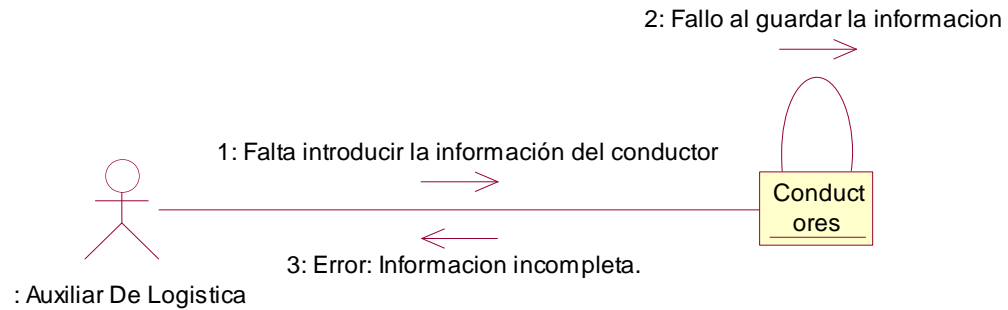 2: Fallo al guardar la informacion
1: Falta introducir la información del conductor
Conduct
ores
3: Error: Informacion incompleta.
: Auxiliar De Logistica